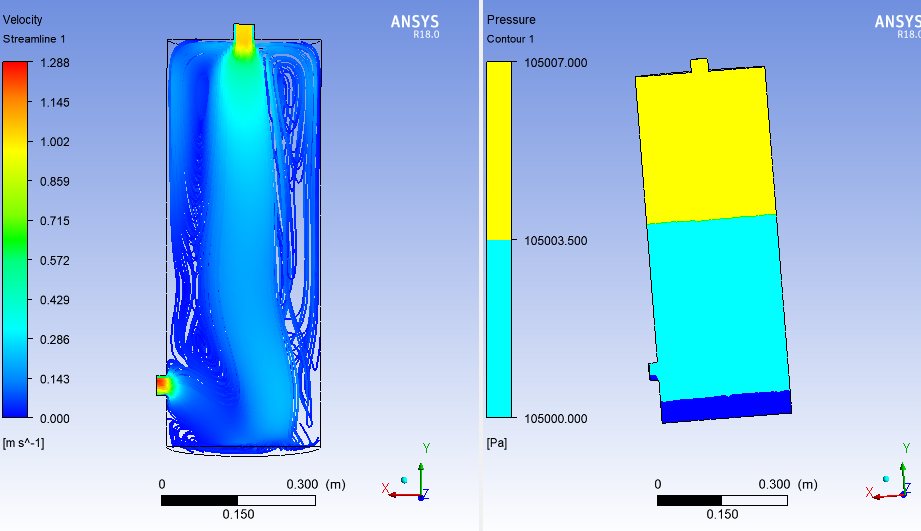 Velocity
Streamline 1
ANSYS
R18.0
1.288
1.145
1.002
0.859
0.715
0.572
0.429
0.286
0.143
0.000
[m s^-1]
0 0.300 (m)
0.150
Y
X
Z
Pressure
Contour 1
ANSYS
R18.0
105007.000
105003.500
105000.000
[Pa]
0 0.300 (m)
0.150
Y
X
Z